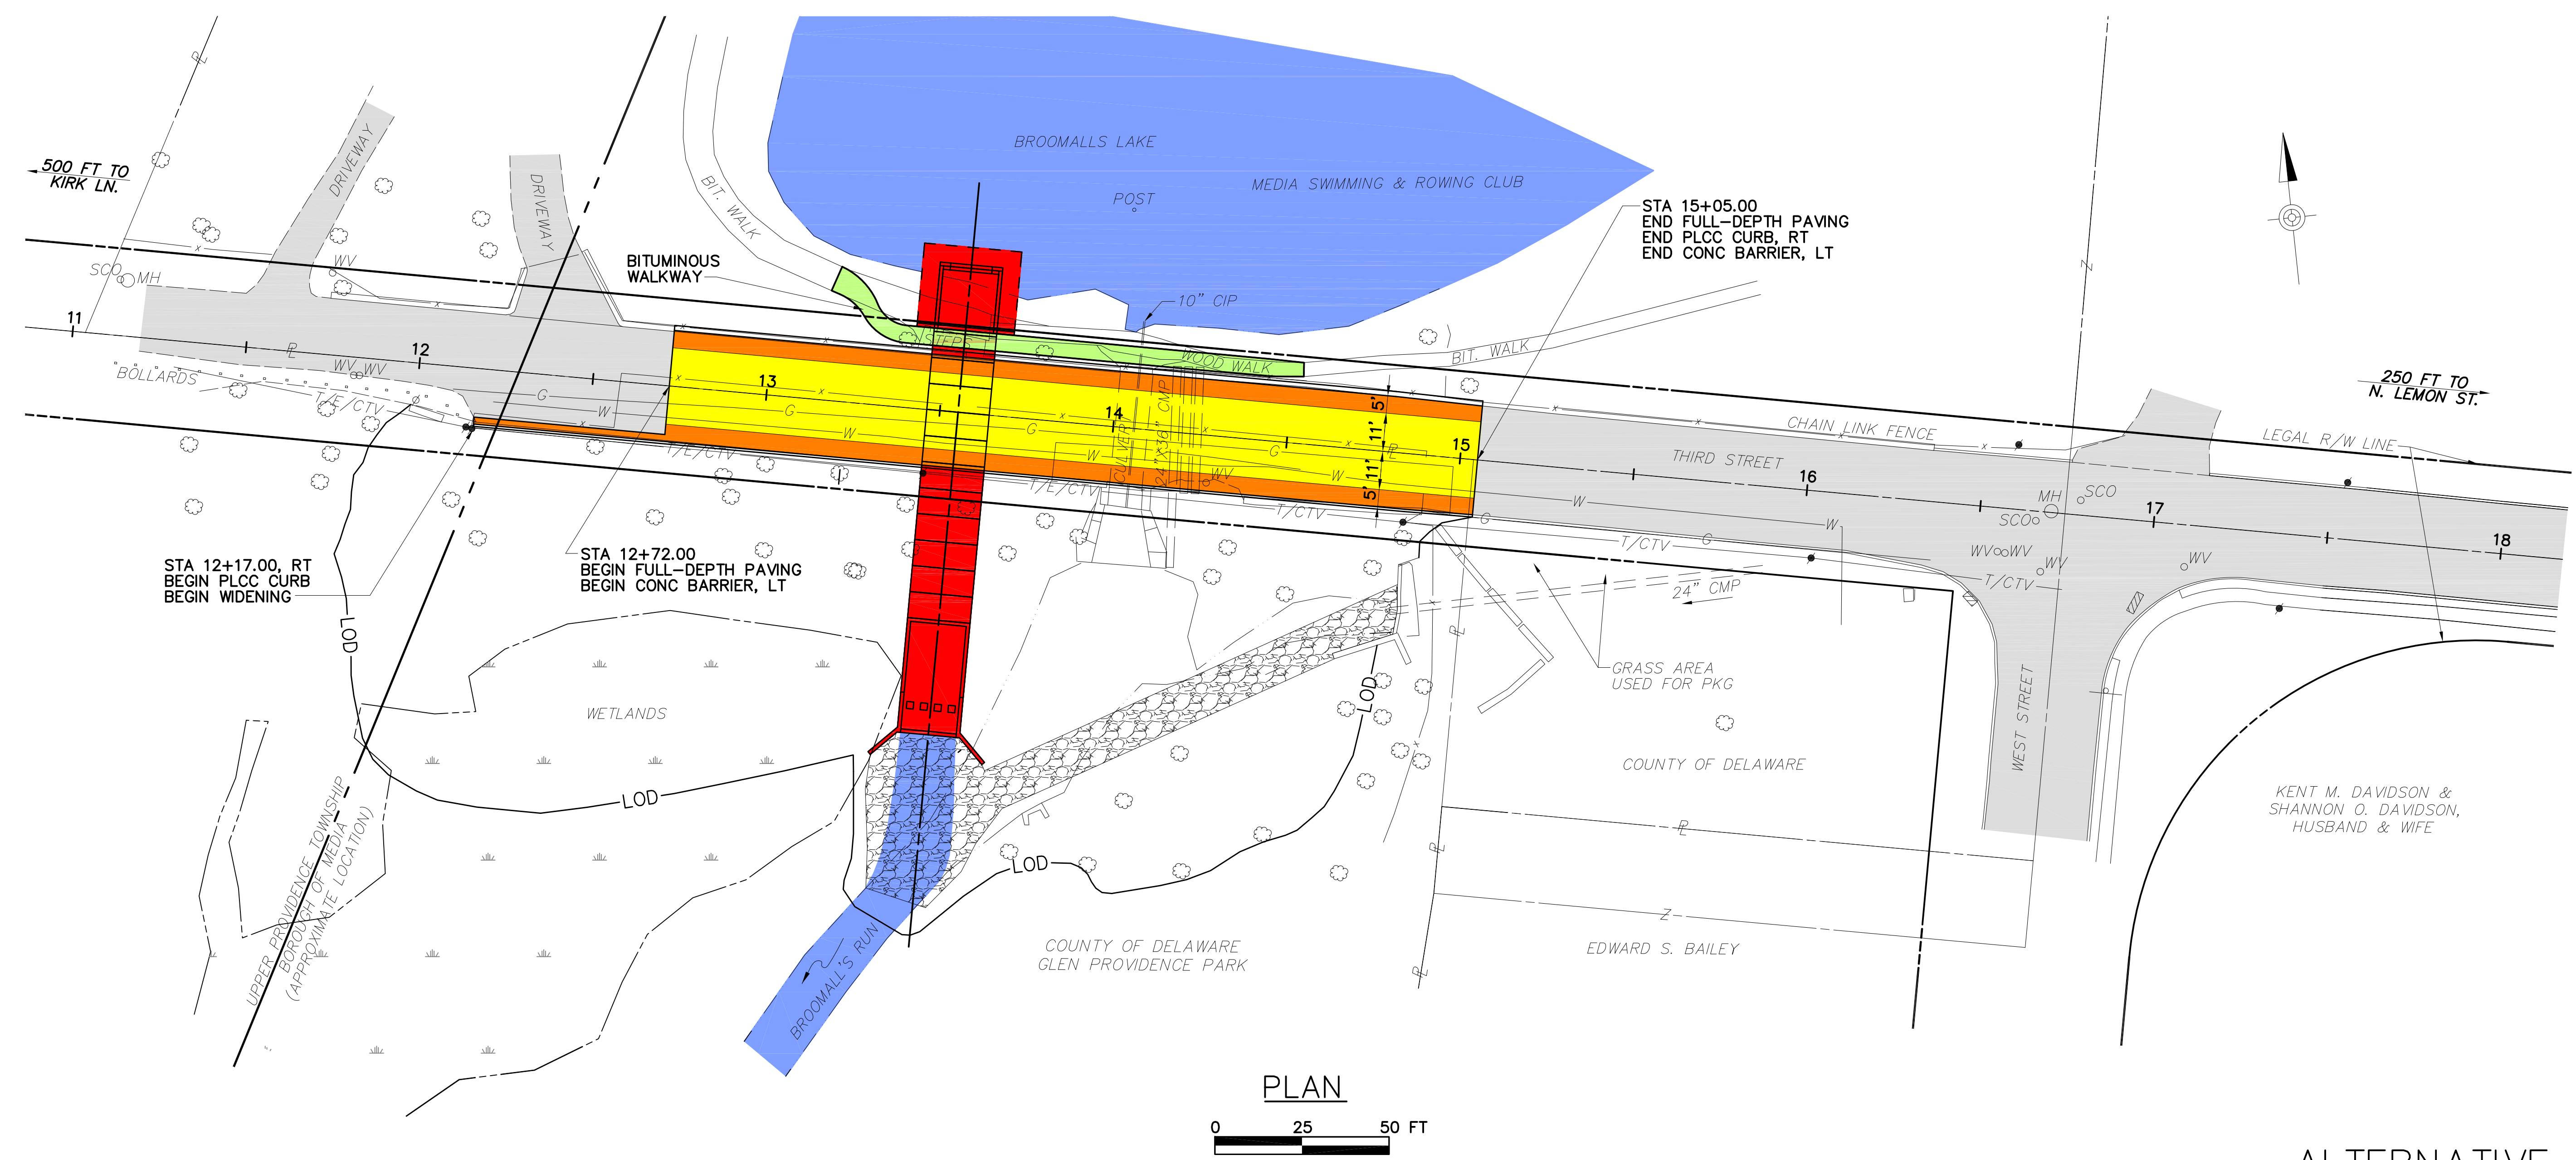 500 FT TO
KIRK LN.
DRIVEWAY
DRIVEWAY
BIT. WALK
BROOMALLS LAKE
MEDIA SWIMMING & ROWING CLUB
POST
STA 15+05.00
END FULL-DEPTH PAVING
END PLCC CURB, RT
END CONC BARRIER, LT
BITUMINOUS
WALKWAY
SCO
MH
WV
10" CIP
STEPS
WOOD WALK
BIT. WALK
250 FT TO
N. LEMON ST.
CHAIN LINK FENCE
LEGAL R/W LINE
THIRD STREET
11
12
13
14
15
16
17
18
BOLLARDS
WV
WV
T/E/CTV
G
W
G
W
G
W
G
W
T/E/CTV
T/E/CTV
T/CTV
CULVERT
24"X36" CMP
WV
5'
11'
11'
5'
G
W
W
G
T/CTV
T/CTV
MH
SCO
SCO
WV
WV
WV
WV
24" CMP
STA 12+17.00, RT
BEGIN PLCC CURB
BEGIN WIDENING
STA 12+72.00
BEGIN FULL-DEPTH PAVING
BEGIN CONC BARRIER, LT
LOD
LOD
LOD
LOD
WETLANDS
GRASS AREA
USED FOR PKG
COUNTY OF DELAWARE
WEST STREET
KENT M. DAVIDSON &
SHANNON O. DAVIDSON,
HUSBAND & WIFE
UPPER PROVIDENCE TOWNSHIP
BOROUGH OF MEDIA
(APPROXIMATE LOCATION)
BROOMALL'S RUN
COUNTY OF DELAWARE
GLEN PROVIDENCE PARK
EDWARD S. BAILEY
Z
Z
PLAN
0 25 50 FT
ALTERNATIVE